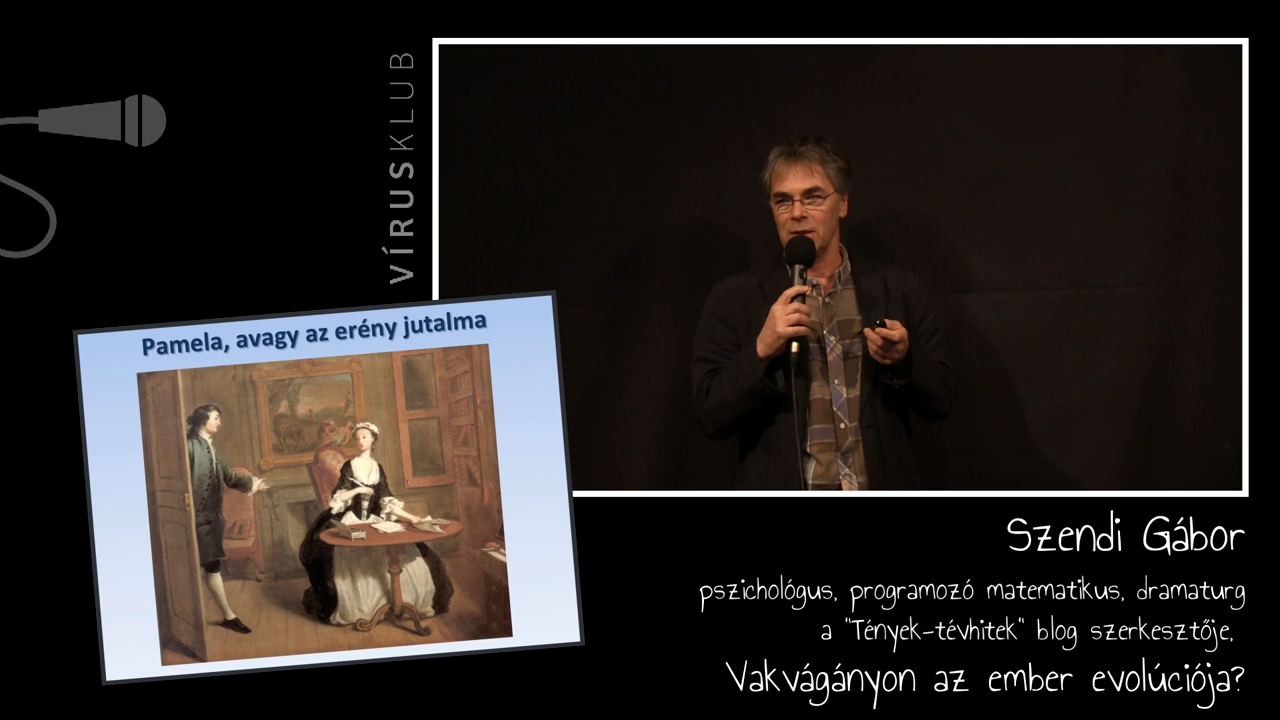 VÍRUSKLUB
Pamela, avagy az erény jutalma
Szendi Gábor
pszichológus, programozó matematikus, dramaturg
a "Tények-tévhitek" blog szerkesztője,
Vakvágányon az ember evolúciója?